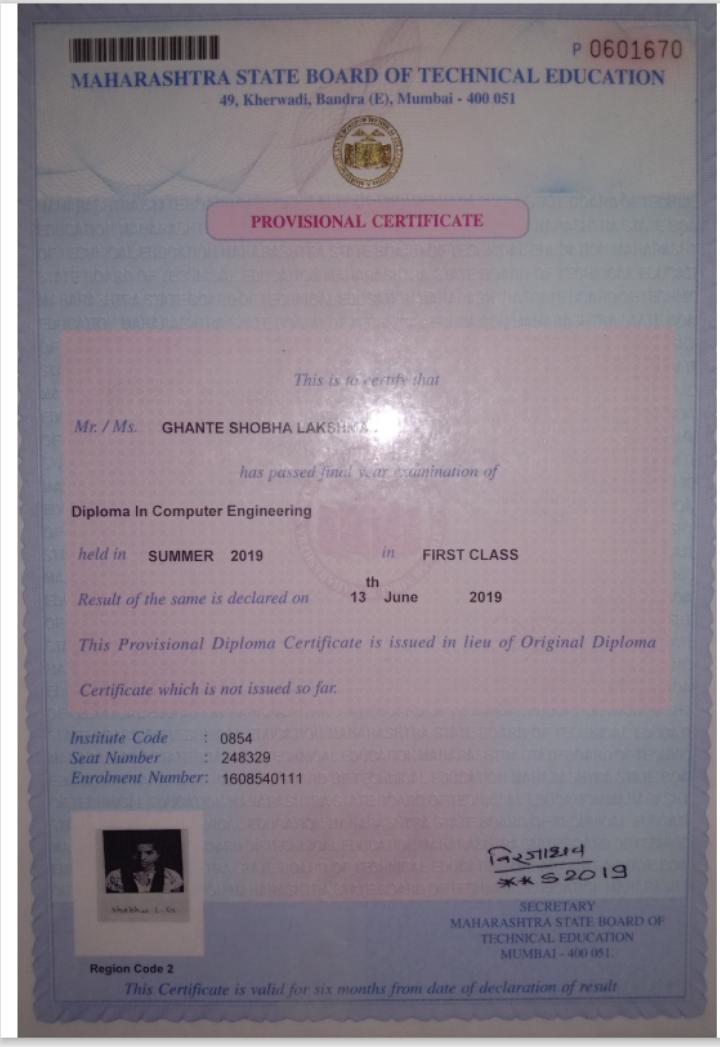 P 0601670
MAHARASHTRA STATE BOARD OF TECHNICAL EDUCATION
49, Kherwadi, Bandra (E), Mumbai - 400 051
PROVISIONAL CERTIFICATE
This is to certify that
Mr. / Ms. GHANTE SHOBHA
has passed final year examination of
Diploma In Computer Engineering
held in SUMMER 2019 in FIRST CLASS
Result of the same is declared on 13th June 2019
This Provisional Diploma Certificate is issued in lieu of Original Diploma
Certificate which is not issued so far.
Institute Code : 0854
Seat Number : 248329
Enrolment Number: 1608540111
Shobha L.G.
**S2019
SECRETARY
MAHARASHTRA STATE BOARD OF
TECHNICAL EDUCATION
MUMBAI - 400 051.
Region Code 2
This Certificate is valid for six months from date of declaration of result